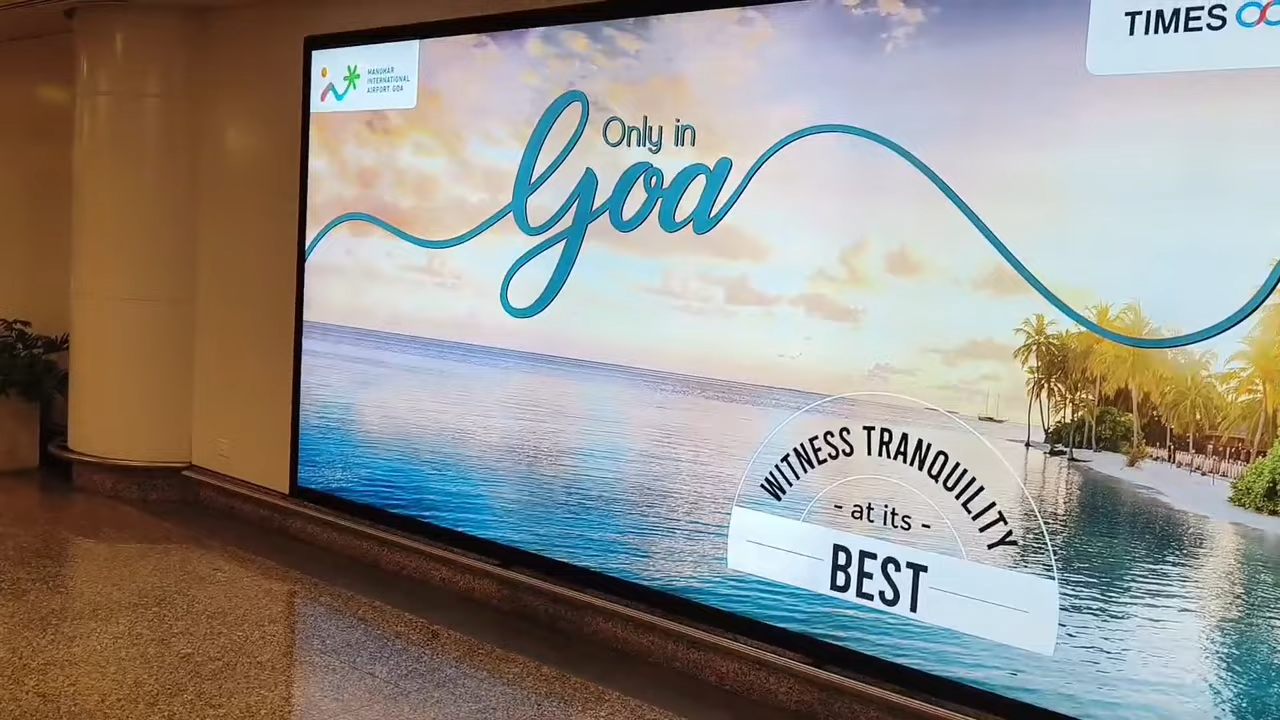 MANOHAR
INTERNATIONAL
AIRPORT, GOA
TIMES
Only in
Goa
WITNESS TRANQUILITY
- at its -
BEST